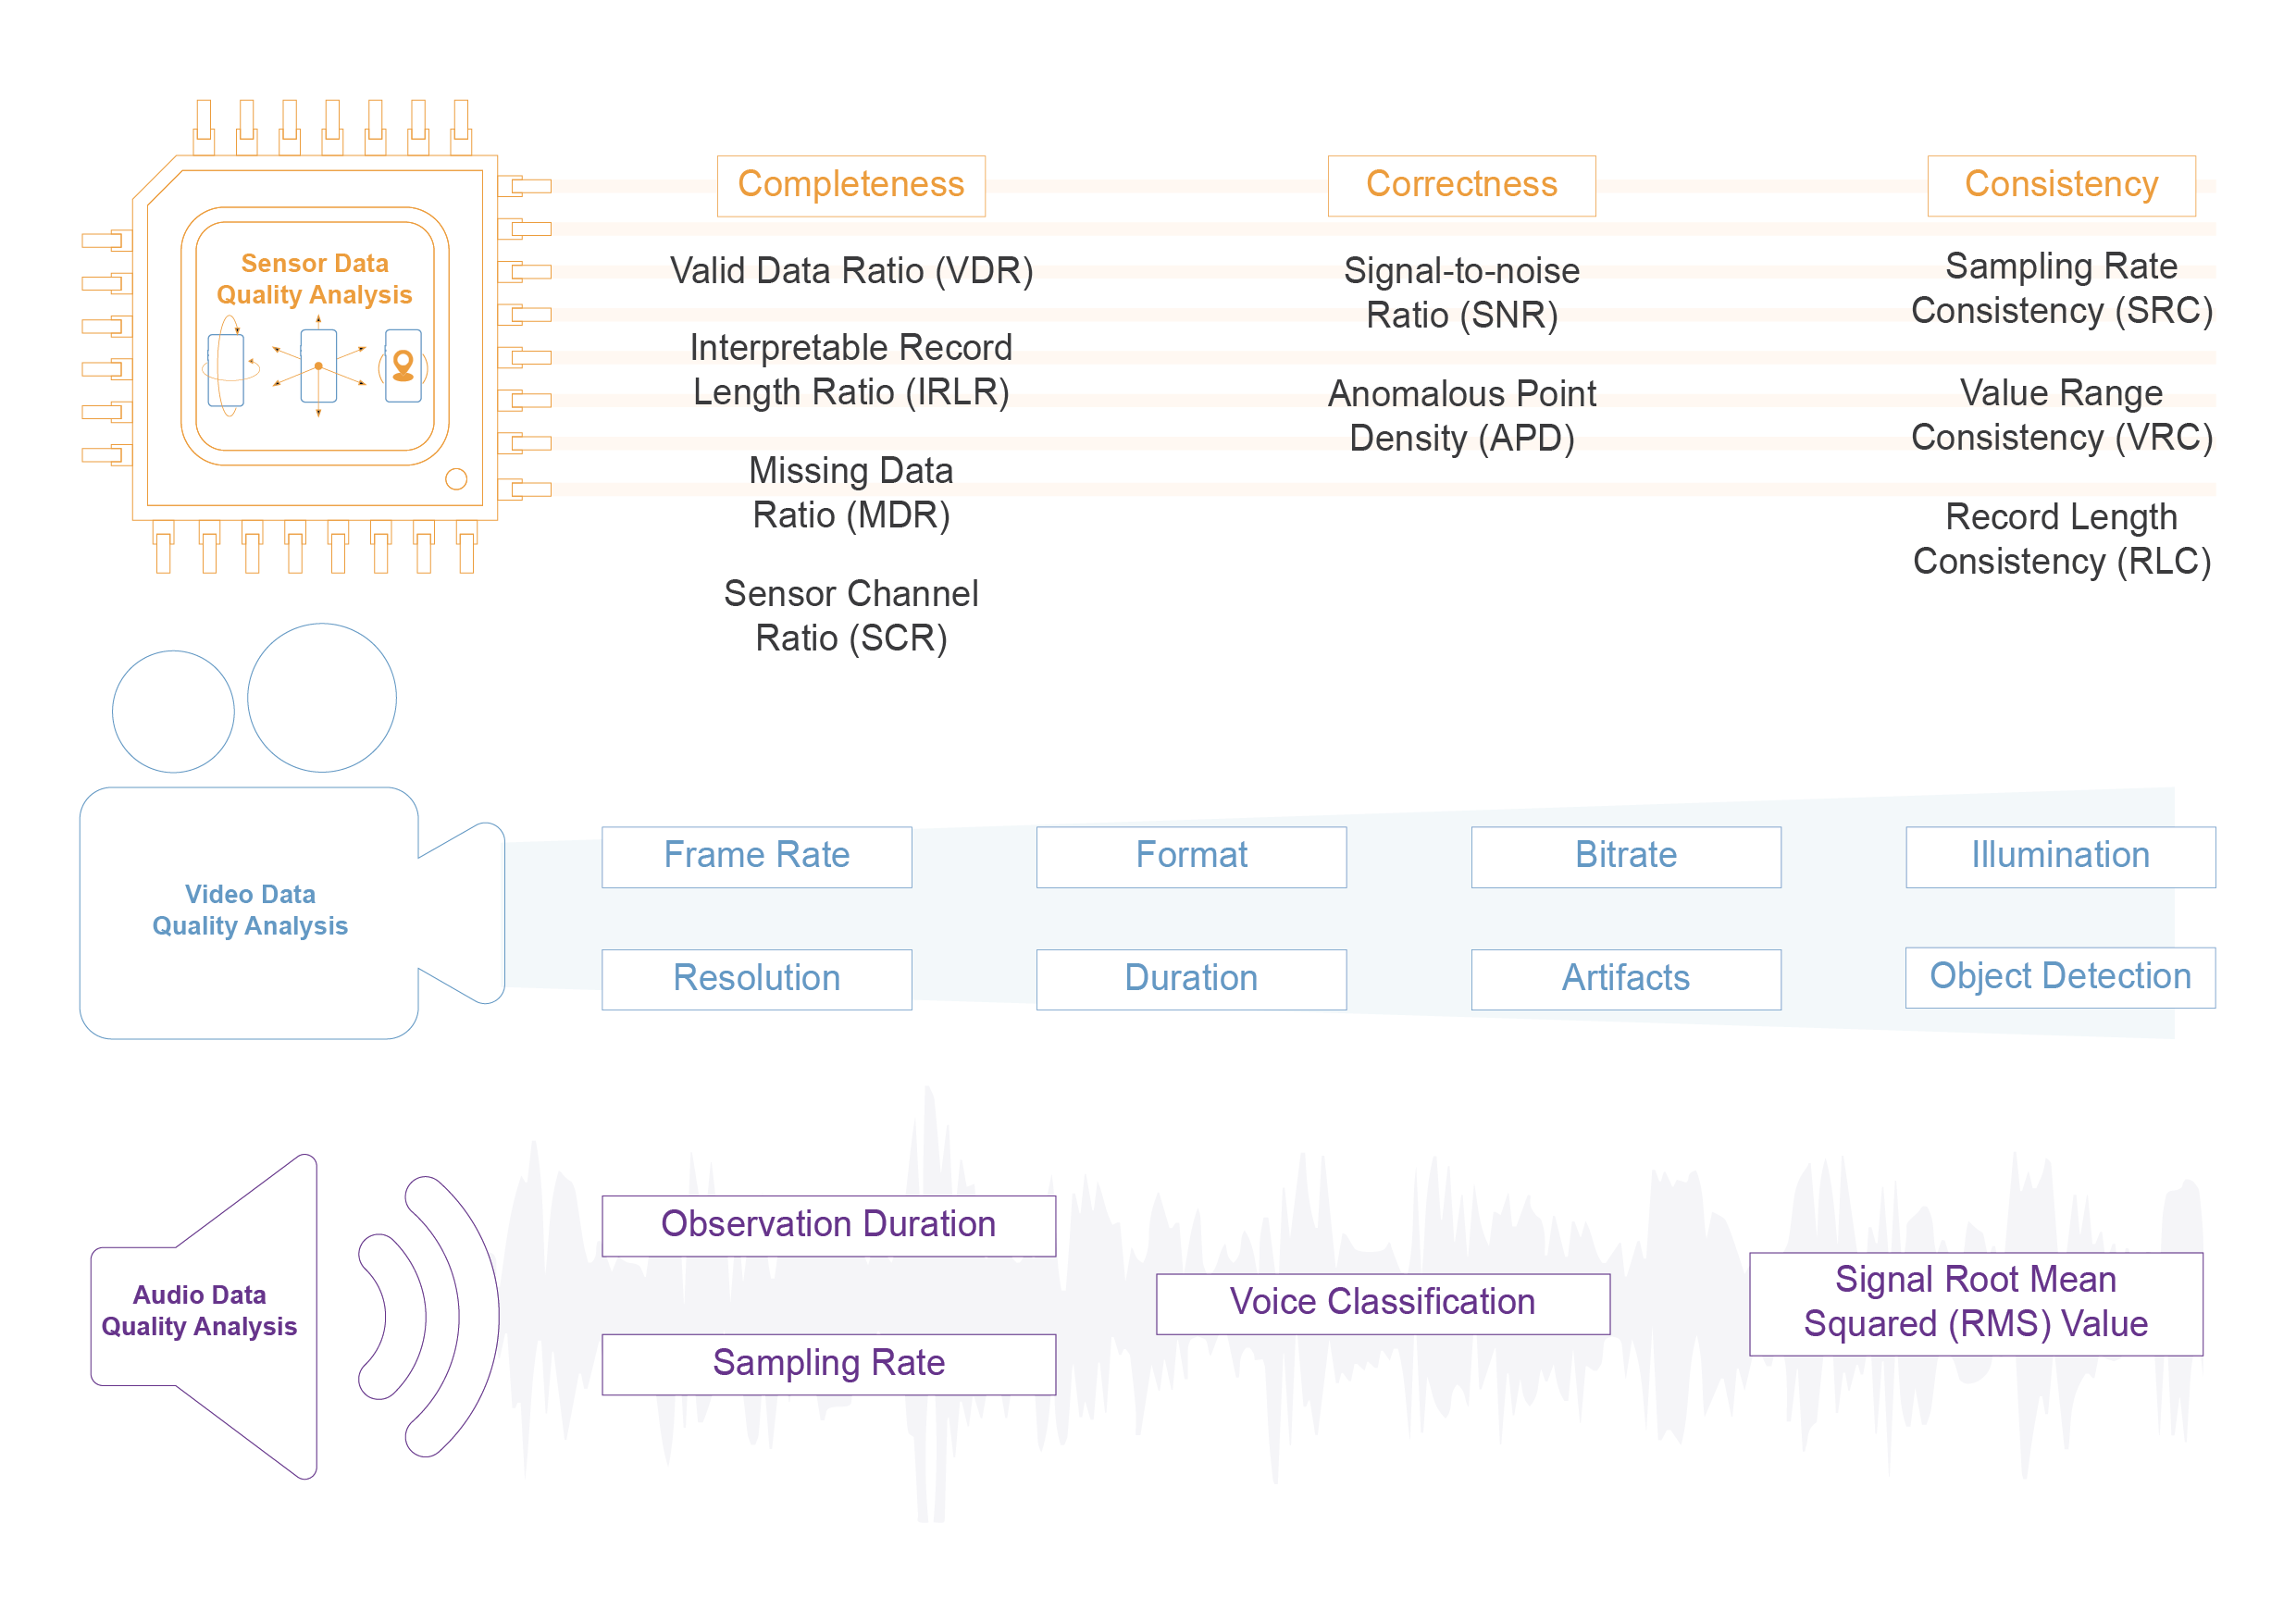 Sensor Data
Quality Analysis
Completeness
Valid Data Ratio (VDR)
Interpretable Record
Length Ratio (IRLR)
Missing Data
Ratio (MDR)
Sensor Channel
Ratio (SCR)
Correctness
Signal-to-noise
Ratio (SNR)
Anomalous Point
Density (APD)
Consistency
Sampling Rate
Consistency (SRC)
Value Range
Consistency (VRC)
Record Length
Consistency (RLC)
Video Data
Quality Analysis
Frame Rate
Format
Bitrate
Illumination
Resolution
Duration
Artifacts
Object Detection
Audio Data
Quality Analysis
Observation Duration
Sampling Rate
Voice Classification
Signal Root Mean
Squared (RMS) Value